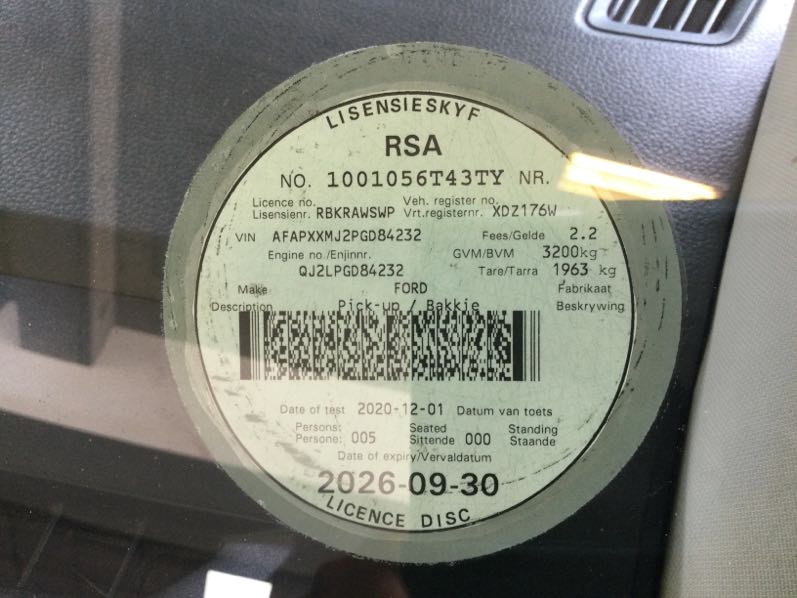 LISENSIESKYF
RSA
NO. 1001056T43TY NR.
Licence no. Veh. register no.
Lisensienr. RBKRAWSWP Vrt.registernr. XDZ176W
VIN AFAPXXMJ2PGD84232 Fees/Gelde 2.2
Engine no./Enjinnr. GVM/BVM 3200kg
QJ2LPGD84232 Tare/Tarra 1963 kg
Make FORD Fabrikaat
Description Pick-up / Bakkie Beskrywing
Date of test 2020-12-01 Datum van toets
Persons: Seated Standing
Persone: 005 Sittende 000 Staande
Date of expiry/Vervaldatum
2026-09-30
LICENCE DISC